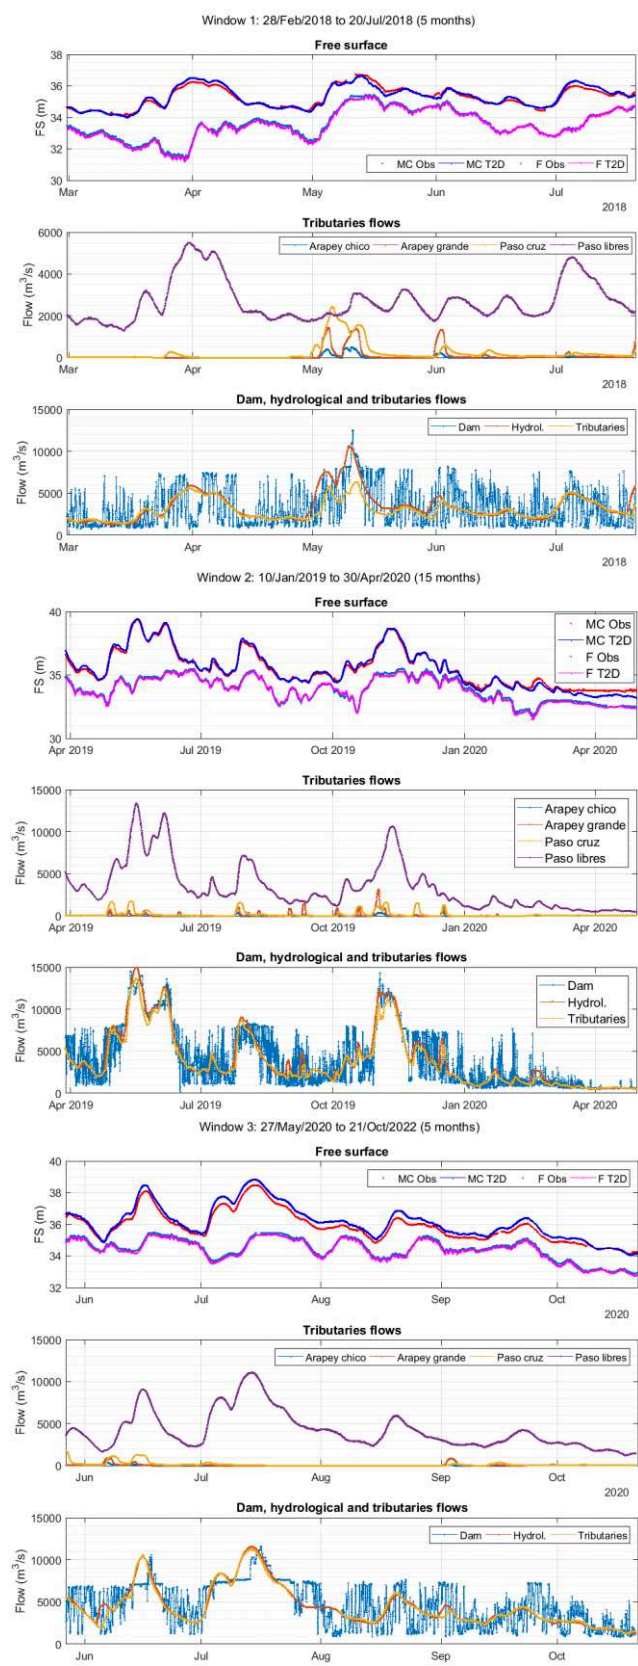 Window 1: 28/Feb/2018 to 20/Jul/2018 (5 months)
Free surface
38
36
34
32
30
FS (m)
MC Obs MC T2D F Obs F T2D
Mar Apr May Jun Jul
2018
Tributaries flows
6000
4000
2000
0
Flow (m³/s)
Arapey chico Arapey grande Paso cruz Paso libres
Mar Apr May Jun Jul
2018
Dam, hydrological and tributaries flows
15000
10000
5000
0
Flow (m³/s)
Dam Hydrol. Tributaries
Mar Apr May Jun Jul
2018
Window 2: 10/Jan/2019 to 30/Apr/2020 (15 months)
Free surface
40
35
30
FS (m)
MC Obs
MC T2D
F Obs
F T2D
Apr 2019 Jul 2019 Oct 2019 Jan 2020 Apr 2020
Tributaries flows
15000
10000
5000
0
Flow (m³/s)
Arapey chico
Arapey grande
Paso cruz
Paso libres
Apr 2019 Jul 2019 Oct 2019 Jan 2020 Apr 2020
Dam, hydrological and tributaries flows
15000
10000
5000
0
Flow (m³/s)
Dam
Hydrol.
Tributaries
Apr 2019 Jul 2019 Oct 2019 Jan 2020 Apr 2020
Window 3: 27/May/2020 to 21/Oct/2022 (5 months)
Free surface
40
38
36
34
32
FS (m)
MC Obs MC T2D F Obs F T2D
Jun Jul Aug Sep Oct
2020
Tributaries flows
15000
10000
5000
0
Flow (m³/s)
Arapey chico Arapey grande Paso cruz Paso libres
Jun Jul Aug Sep Oct
2020
Dam, hydrological and tributaries flows
15000
10000
5000
0
Flow (m³/s)
Dam Hydrol. Tributaries
Jun Jul Aug Sep Oct
2020